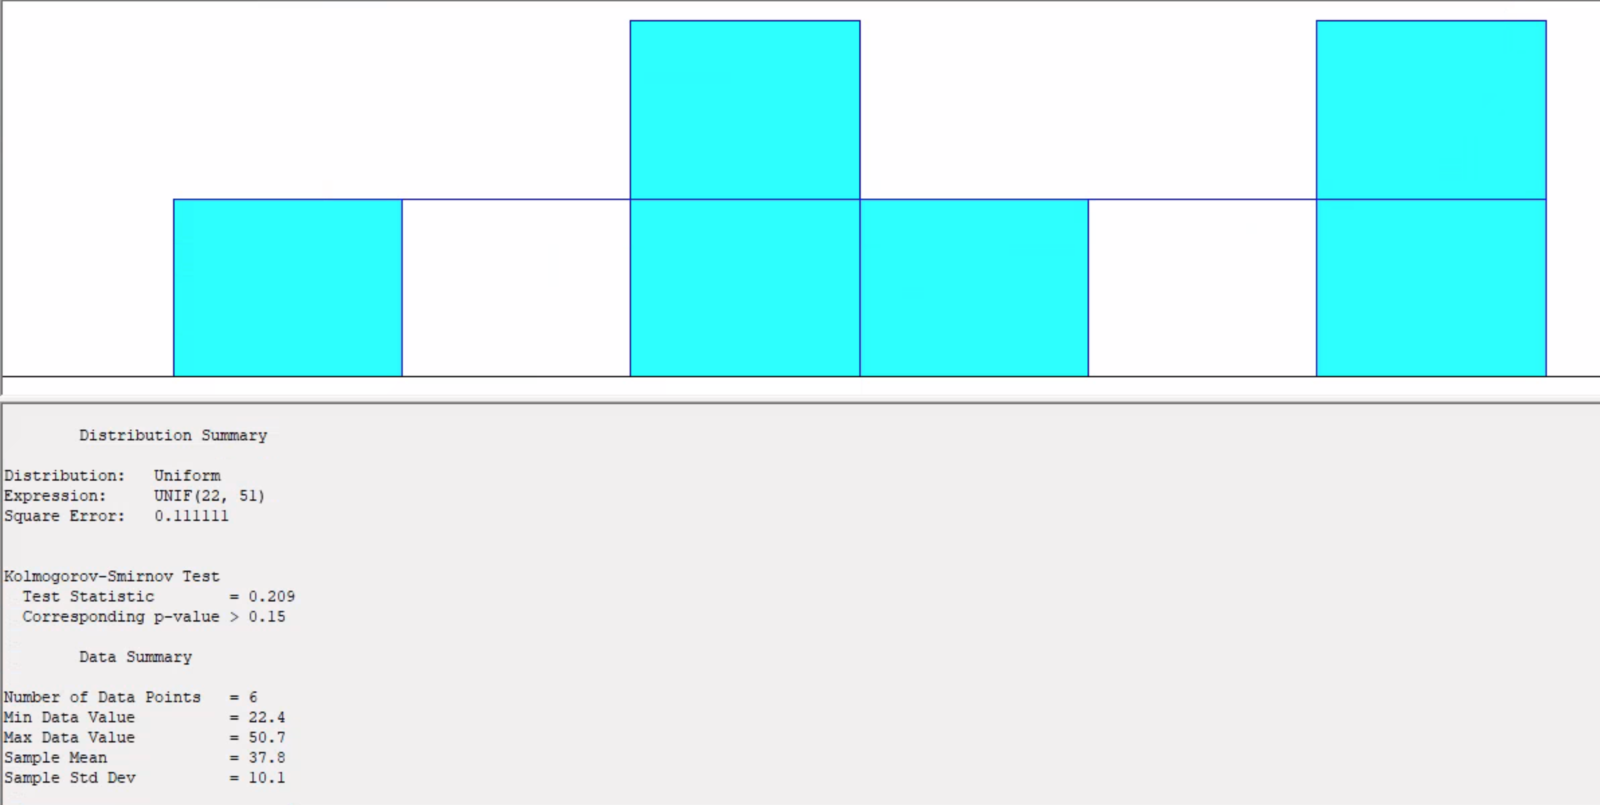 Distribution Summary
Distribution: Uniform
Expression: UNIF(22, 51)
Square Error: 0.111111
Kolmogorov-Smirnov Test
Test Statistic = 0.209
Corresponding p-value > 0.15
Data Summary
Number of Data Points = 6
Min Data Value = 22.4
Max Data Value = 50.7
Sample Mean = 37.8
Sample Std Dev = 10.1